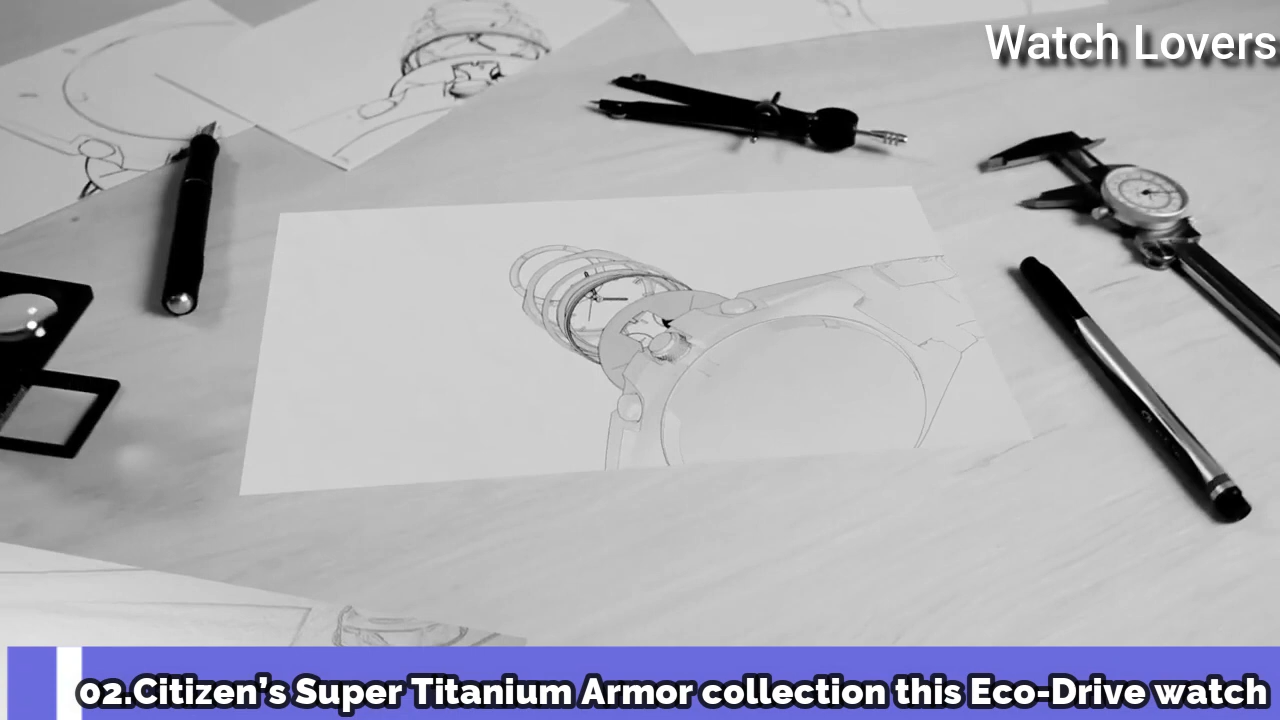 Watch Lovers
02.Citizen’s Super Titanium Armor collection this Eco-Drive watch